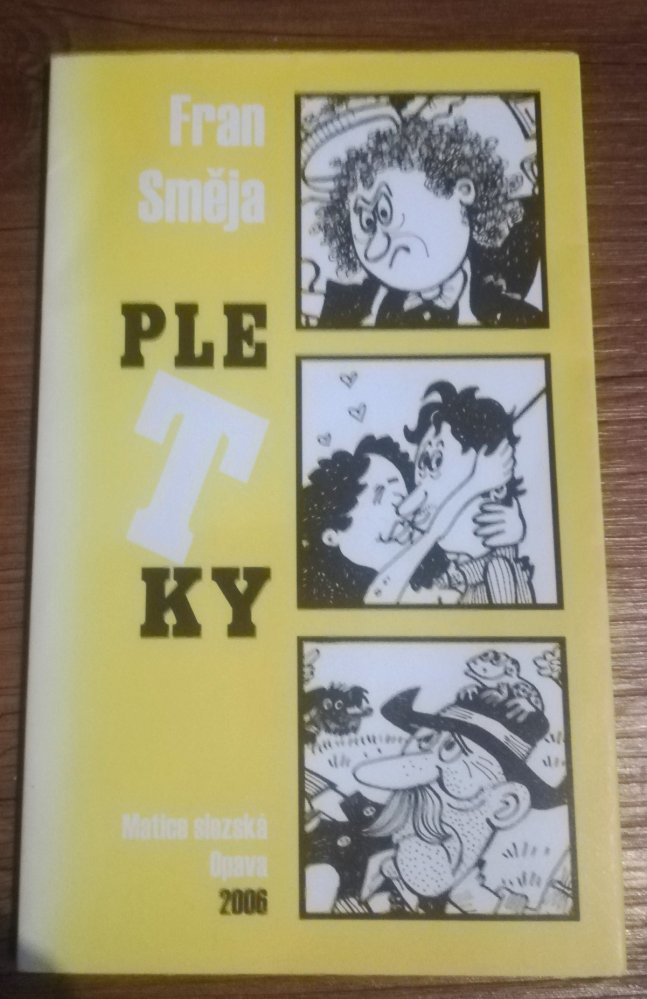 Fran
Směja
PLE
T
KY
Matice slezská
Opava
2006